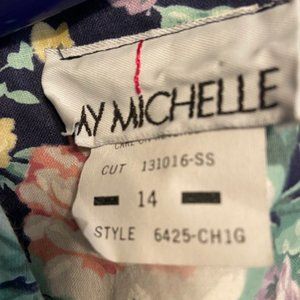 AY MICHELLE
CUT 131016-SS
14
STYLE 6425-CH1G